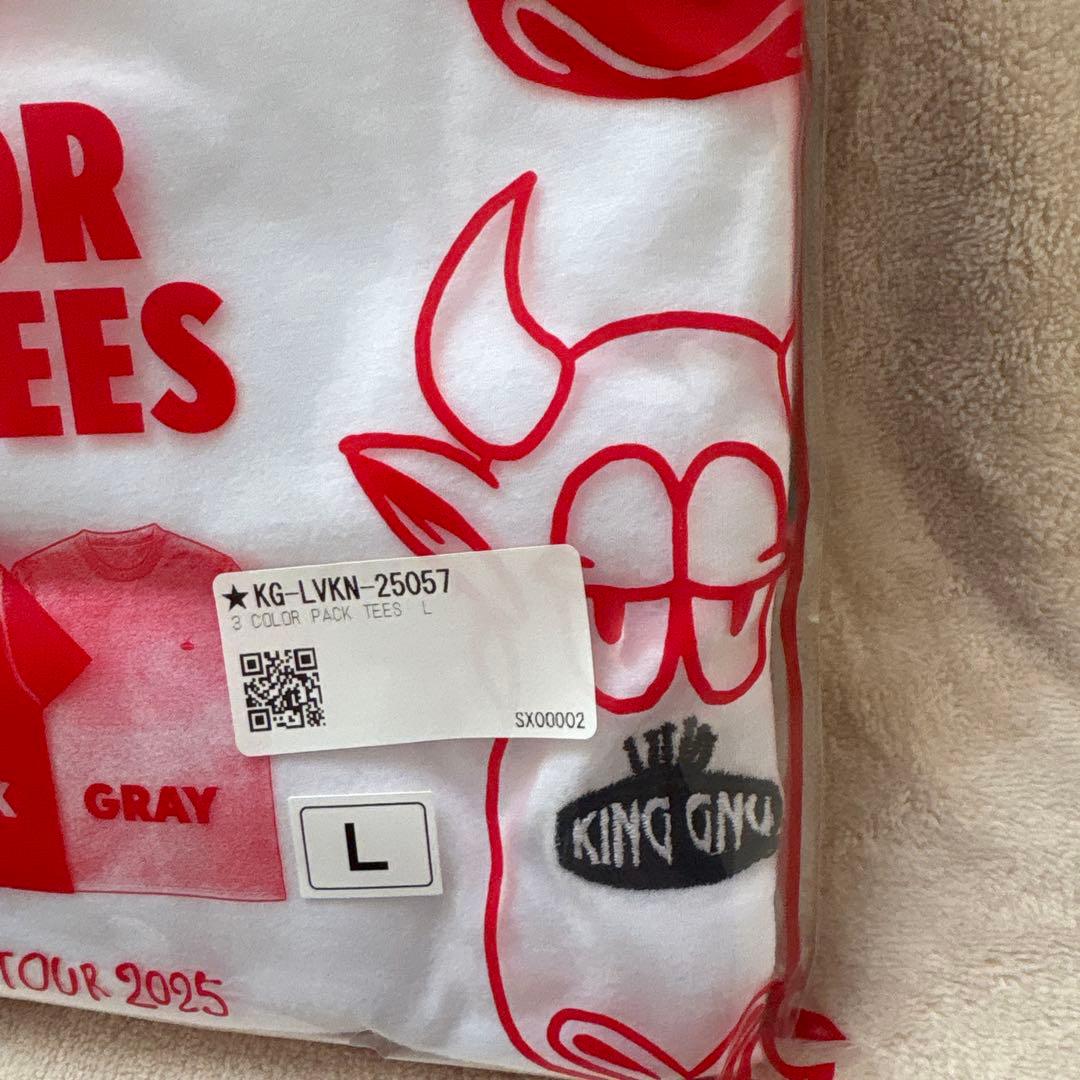 OR
EES
★KG-LVKN-25057
3 COLOR PACK TEES L
SX00002
K
GRAY
L
KING GNU
TOUR 2025